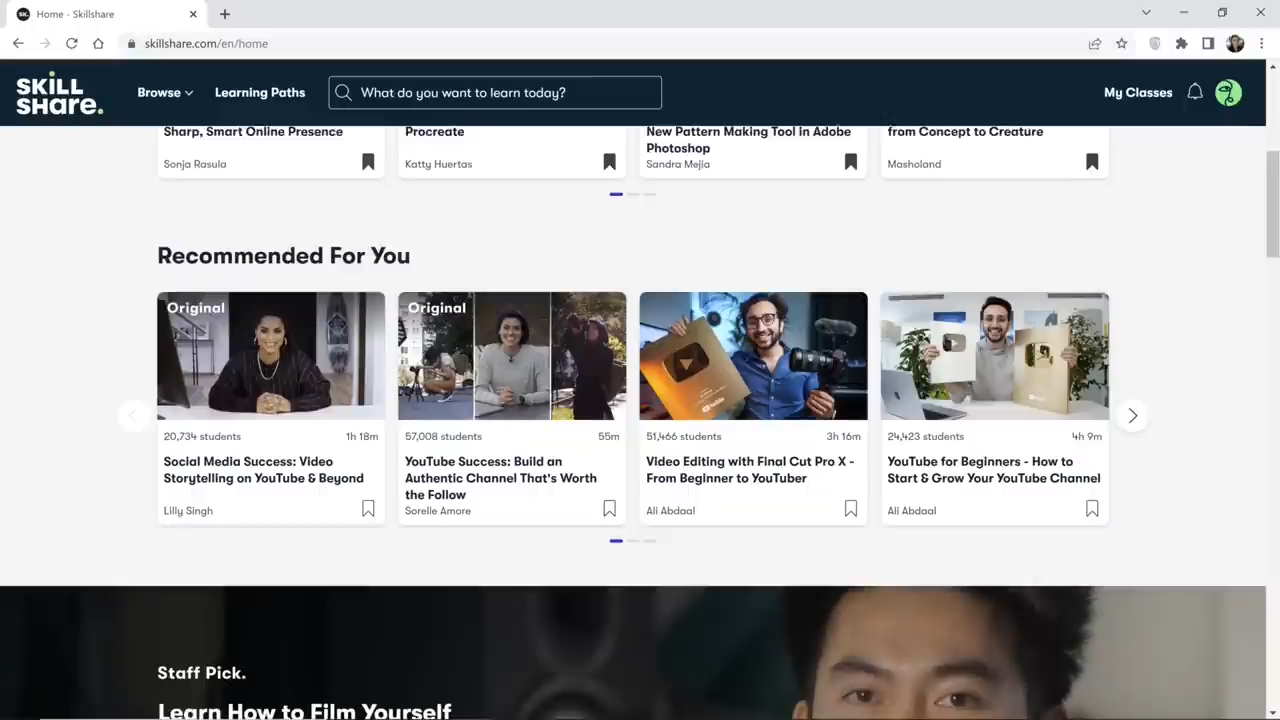 Home - Skillshare
skillshare.com/en/home
SKILL
SHARE.
Browse
Learning Paths
What do you want to learn today?
My Classes
Sharp, Smart Online Presence
Sonja Rasula
Procreate
Katty Huertas
New Pattern Making Tool in Adobe
Photoshop
Sandra Mejia
from Concept to Creature
Masholand
Recommended For You
Original
20,734 students
1h 18m
Social Media Success: Video
Storytelling on YouTube & Beyond
Lilly Singh
Original
57,008 students
55m
YouTube Success: Build an
Authentic Channel That's Worth
the Follow
Sorelle Amore
51,466 students
3h 16m
Video Editing with Final Cut Pro X -
From Beginner to YouTuber
Ali Abdaal
24,423 students
4h 9m
YouTube for Beginners - How to
Start & Grow Your YouTube Channel
Ali Abdaal
Staff Pick.
Learn How to Film Yourself